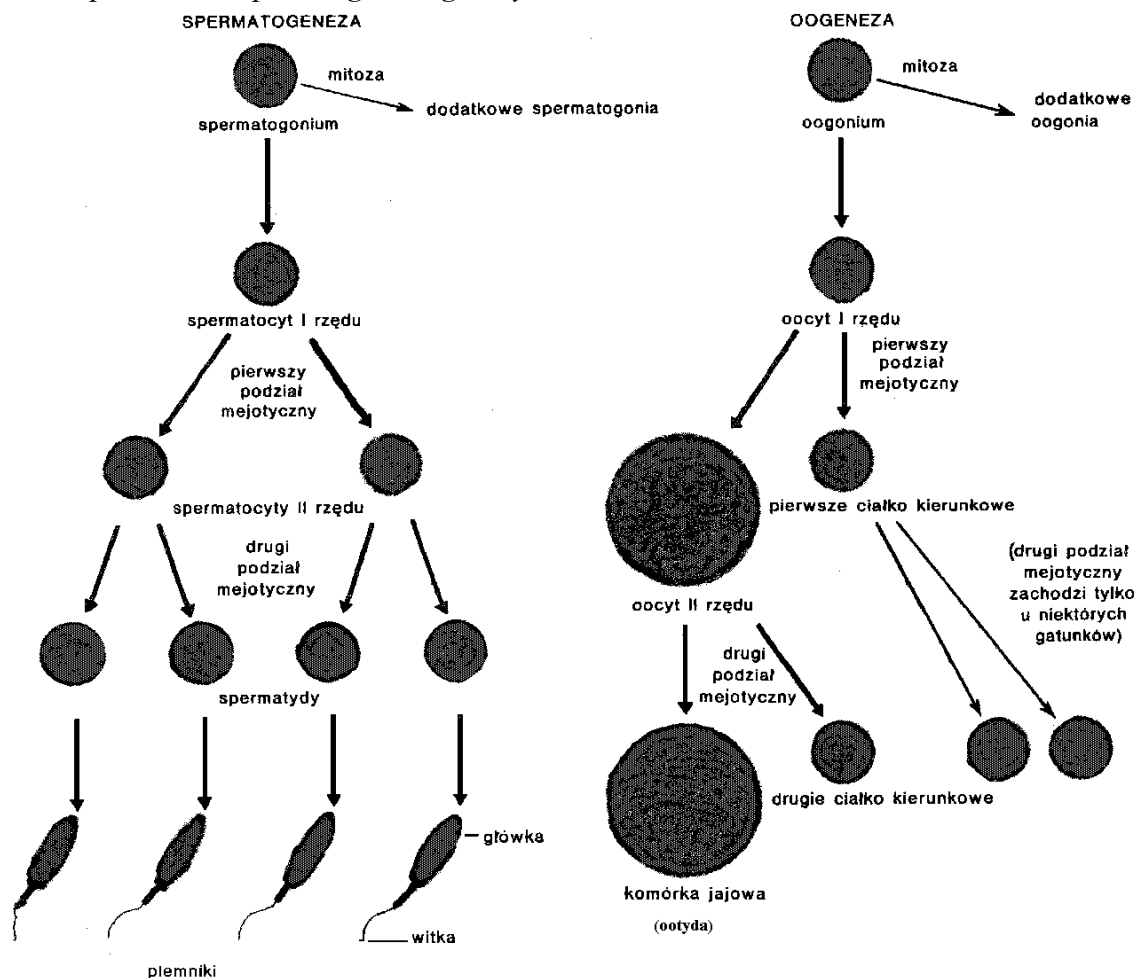 SPERMATOGENEZA
mitoza
dodatkowe spermatogonia
spermatogonium
spermatocyt I rzędu
pierwszy
podział
mejotyczny
spermatocyty II rzędu
drugi
podział
mejotyczny
spermatydy
główka
witka
plemniki
OOGENEZA
mitoza
dodatkowe
oogonia
oogonium
oocyt I rzędu
pierwszy
podział
mejotyczny
pierwsze ciałko kierunkowe
(drugi podział
mejotyczny
zachodzi tylko
u niektórych
gatunków)
oocyt II rzędu
drugi
podział
mejotyczny
drugie ciałko kierunkowe
komórka jajowa
(ootyda)